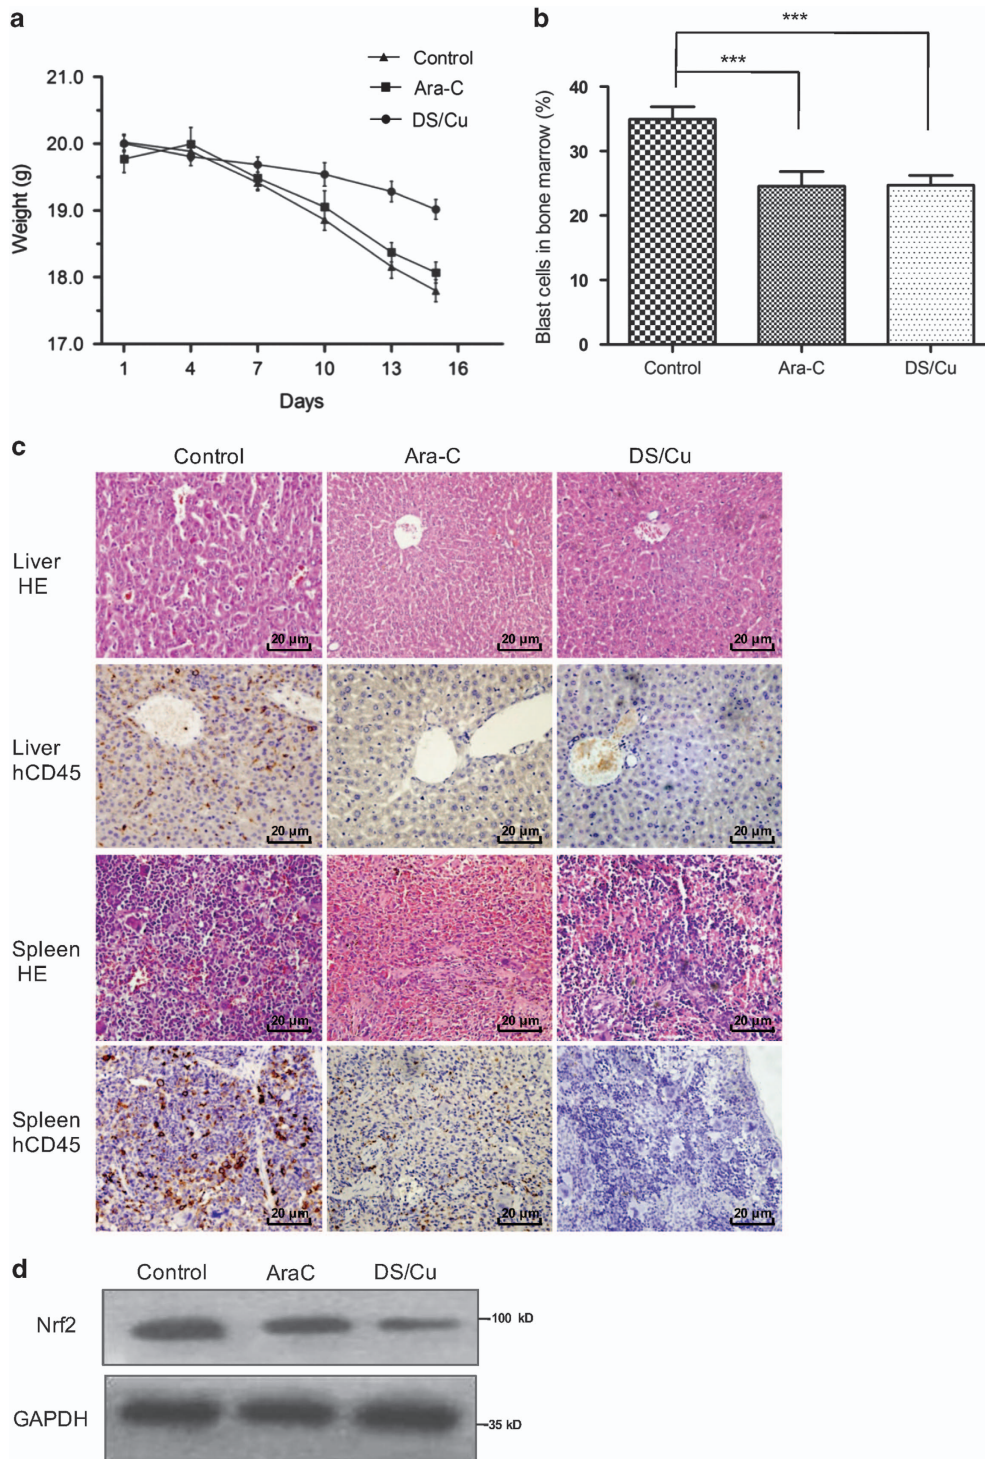 a
Control
Ara-C
DS/Cu
21.0
20.0
19.0
18.0
17.0
Weight (g)
1 4 7 10 13 16
Days
b
***
***
40
30
20
10
0
Blast cells in bone marrow (%)
Control Ara-C DS/Cu
c
Control Ara-C DS/Cu
Liver
HE
20 µm 20 µm 20 µm
Liver
hCD45
20 µm 20 µm 20 µm
Spleen
HE
20 µm 20 µm 20 µm
Spleen
hCD45
20 µm 20 µm 20 µm
d
Control AraC DS/Cu
Nrf2
-100 kD
GAPDH
-35 kD